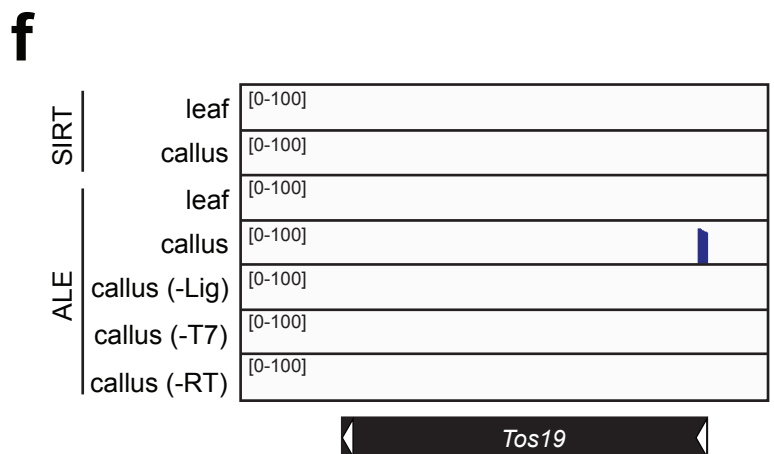 f
SIRT
leaf [0-100]
callus [0-100]
ALE
leaf [0-100]
callus [0-100]
callus (-Lig) [0-100]
callus (-T7) [0-100]
callus (-RT) [0-100]
Tos19